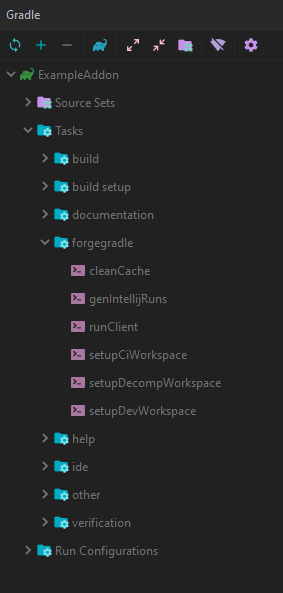 Gradle
ExampleAddon
Source Sets
Tasks
build
build setup
documentation
forgegradle
cleanCache
genIntellijRuns
runClient
setupCiWorkspace
setupDecompWorkspace
setupDevWorkspace
help
ide
other
verification
Run Configurations